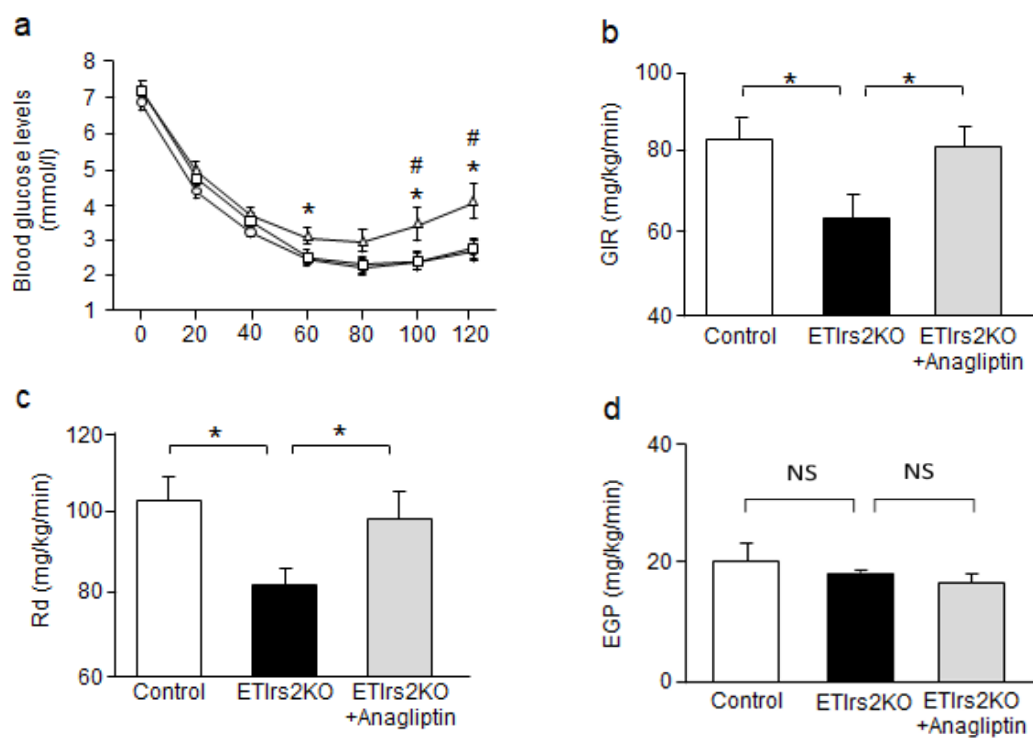 a
Blood glucose levels
(mmol/l)
8
7
6
5
4
3
2
1
0 20 40 60 80 100 120
*
#
*
#
*
b
GIR (mg/kg/min)
100
80
60
40
* *
Control ETIrs2KO ETIrs2KO
+Anagliptin
c
Rd (mg/kg/min)
120
100
80
60
* *
Control ETIrs2KO ETIrs2KO
+Anagliptin
d
EGP (mg/kg/min)
40
20
0
NS NS
Control ETIrs2KO ETIrs2KO
+Anagliptin